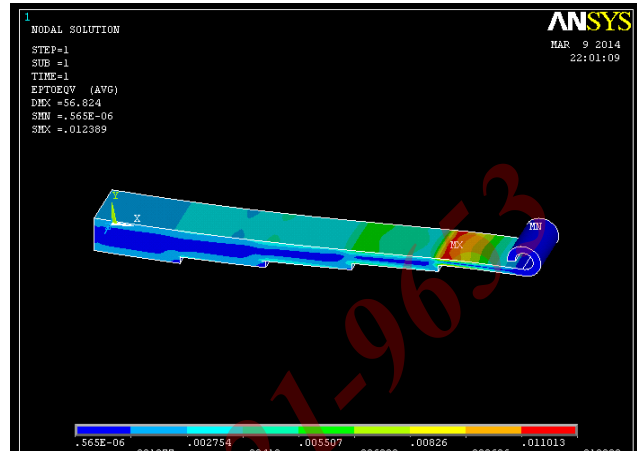 1
NODAL SOLUTION
ANSYS
STEP=1
SUB =1
TIME=1
EPTOEQV (AVG)
DMX =56.824
SMN =.565E-06
SMX =.012389
MAR 9 2014
22:01:09
Y
X
MN
MX
.565E-06 .002754 .005507 .00826 .011013